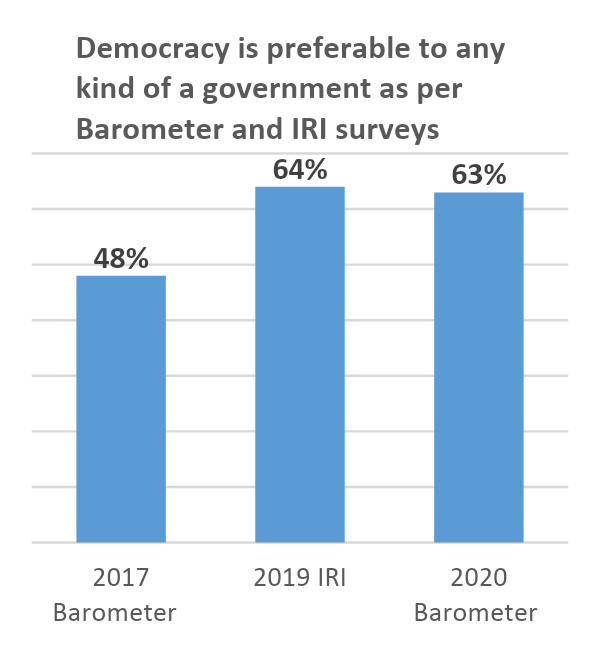 Democracy is preferable to any
kind of a government as per
Barometer and IRI surveys
48%
64%
63%
2017
Barometer
2019 IRI
2020
Barometer